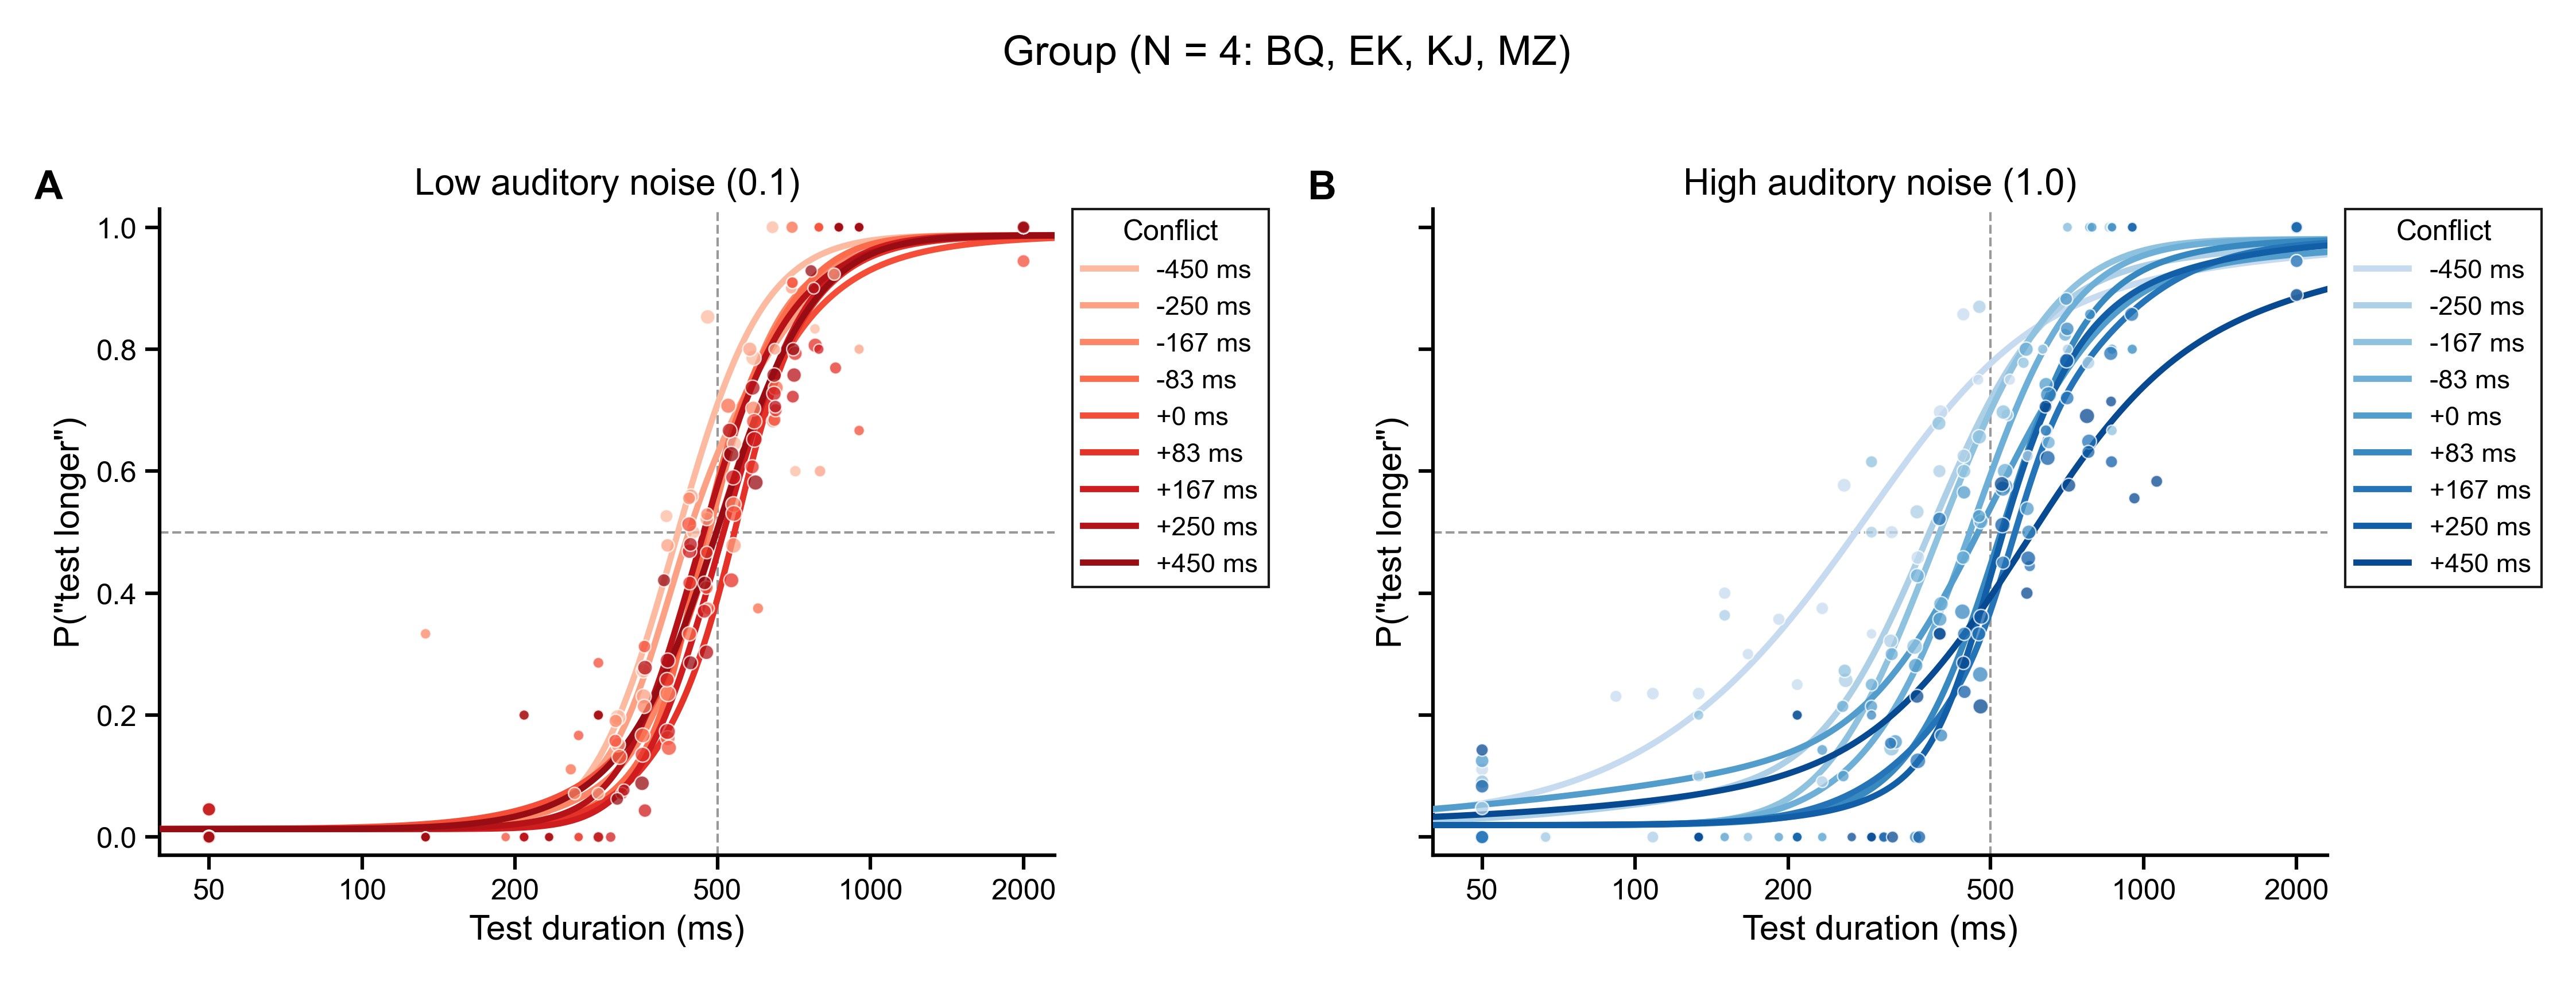 Group (N = 4: BQ, EK, KJ, MZ)
A
Low auditory noise (0.1)
P("test longer")
1.0
0.8
0.6
0.4
0.2
0.0
50
100
200
500
1000
2000
Test duration (ms)
Conflict
-450 ms
-250 ms
-167 ms
-83 ms
+0 ms
+83 ms
+167 ms
+250 ms
+450 ms
B
High auditory noise (1.0)
P("test longer")
50
100
200
500
1000
2000
Test duration (ms)
Conflict
-450 ms
-250 ms
-167 ms
-83 ms
+0 ms
+83 ms
+167 ms
+250 ms
+450 ms